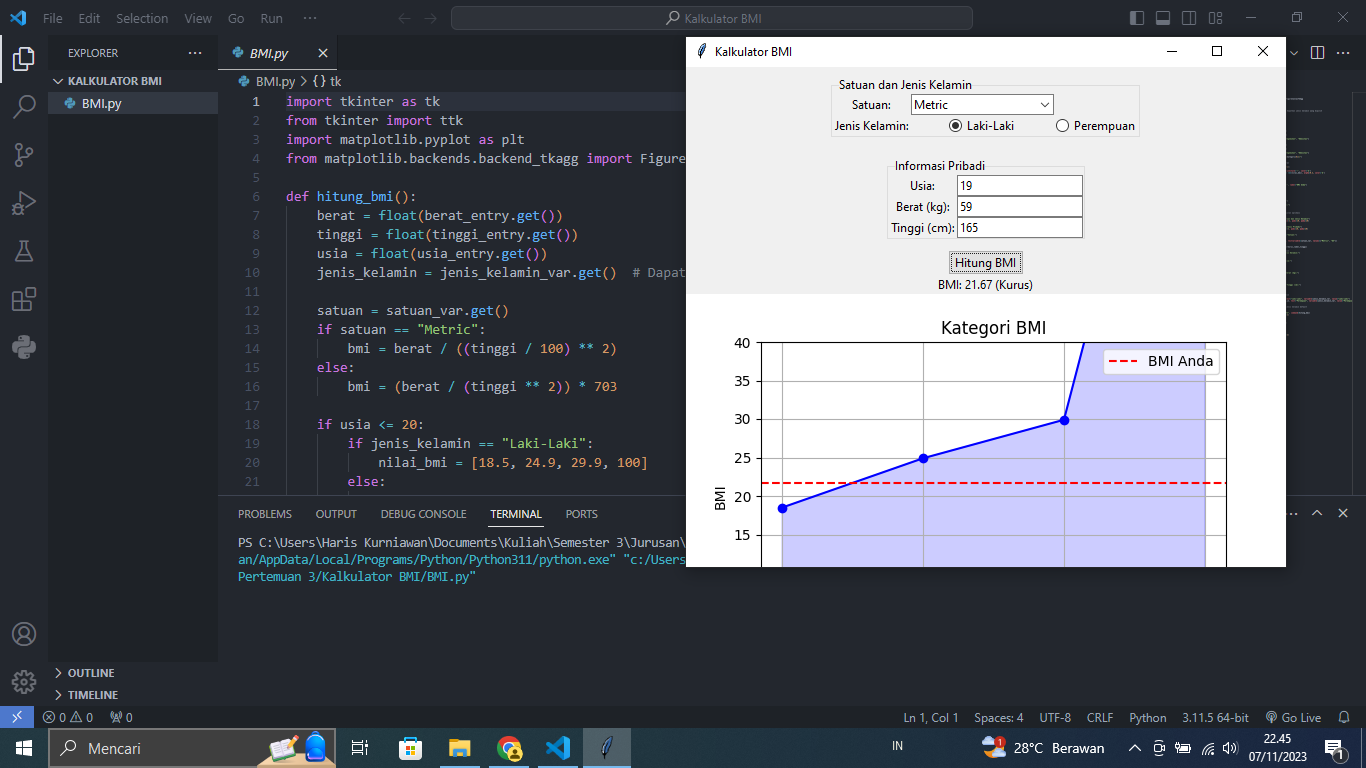 File Edit Selection View Go Run ···
Kalkulator BMI
EXPLORER ···
KALKULATOR BMI
BMI.py
OUTLINE
TIMELINE
BMI.py
BMI.py > {} tk
1 import tkinter as tk
2 from tkinter import ttk
3 import matplotlib.pyplot as plt
4 from matplotlib.backends.backend_tkagg import Figure
5
6 def hitung_bmi():
7 berat = float(berat_entry.get())
8 tinggi = float(tinggi_entry.get())
9 usia = float(usia_entry.get())
10 jenis_kelamin = jenis_kelamin_var.get() # Dapat
11
12 satuan = satuan_var.get()
13 if satuan == "Metric":
14 bmi = berat / ((tinggi / 100) ** 2)
15 else:
16 bmi = (berat / (tinggi ** 2)) * 703
17
18 if usia <= 20:
19 if jenis_kelamin == "Laki-Laki":
20 nilai_bmi = [18.5, 24.9, 29.9, 100]
21 else:
PROBLEMS OUTPUT DEBUG CONSOLE TERMINAL PORTS
PS C:\Users\Haris Kurniawan\Documents\Kuliah\Semester 3\Jurusan\
an/AppData/Local/Programs/Python/Python311/python.exe" "c:/Users
Pertemuan 3/Kalkulator BMI/BMI.py"
Kalkulator BMI
Satuan dan Jenis Kelamin
Satuan: Metric
Jenis Kelamin: Laki-Laki Perempuan
Informasi Pribadi
Usia: 19
Berat (kg): 59
Tinggi (cm): 165
Hitung BMI
BMI: 21.67 (Kurus)
Kategori BMI
BMI Anda
40
35
30
25
20
15
BMI
0 0 0 Ln 1, Col 1 Spaces: 4 UTF-8 CRLF Python 3.11.5 64-bit Go Live
Mencari
IN
28°C Berawan
1
22.45
07/11/2023
1